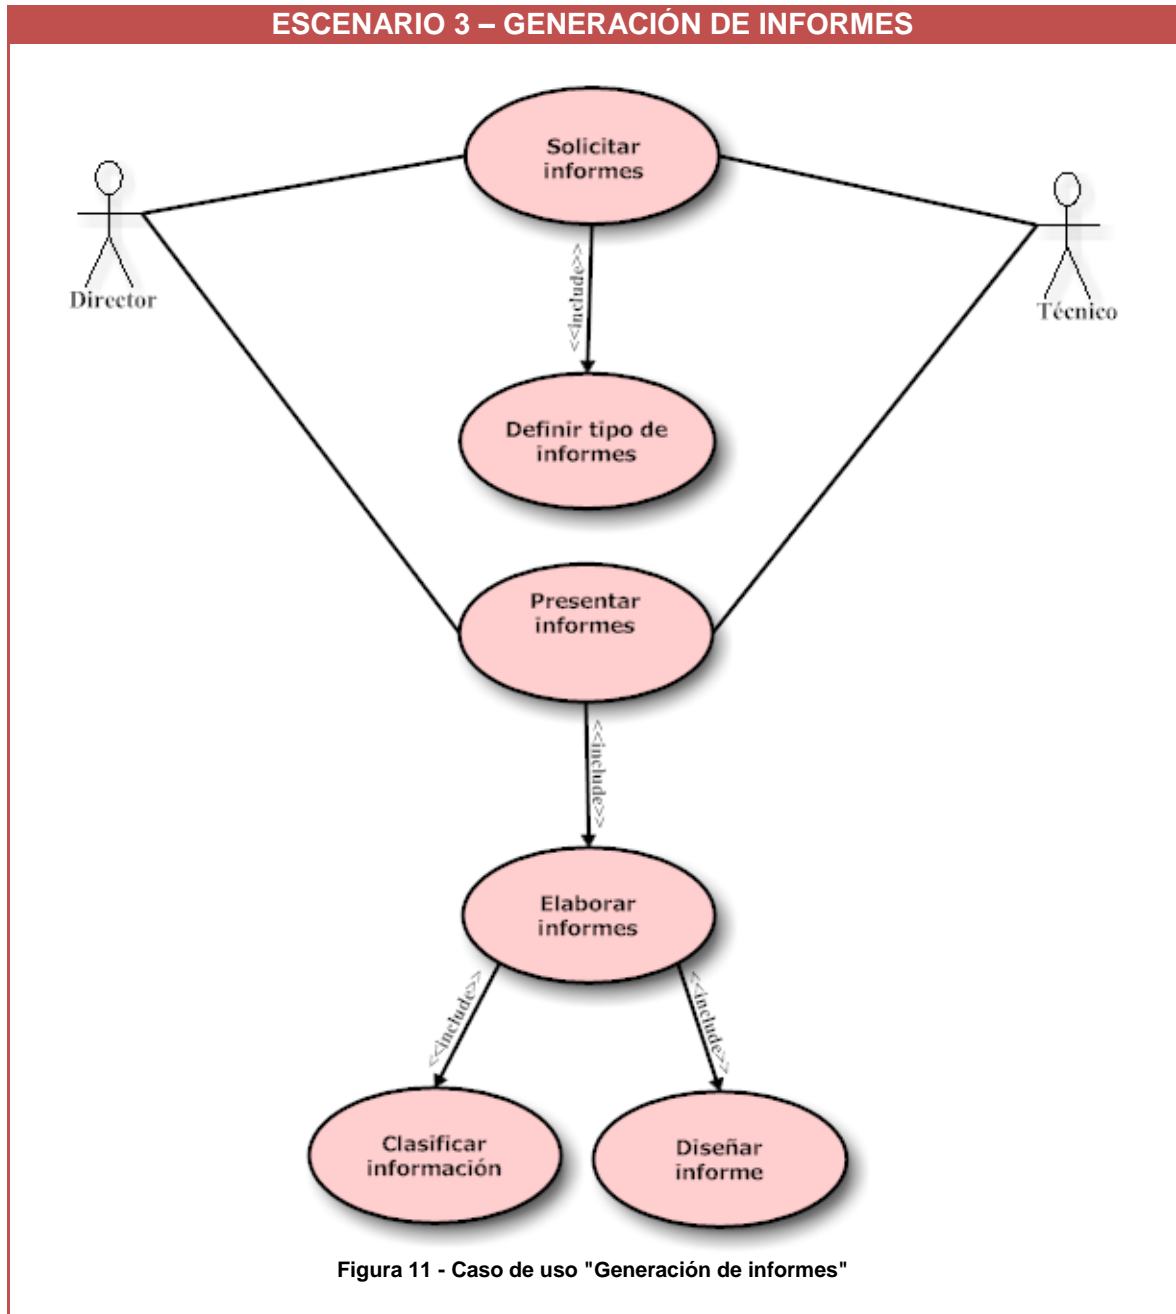 ESCENARIO 3 – GENERACIÓN DE INFORMES
Solicitar
informes
Director
Técnico
<<include>>
Definir tipo de
informes
Presentar
informes
<<include>>
Elaborar
informes
<<include>>
<<include>>
Clasificar
información
Diseñar
informe
Figura 11 - Caso de uso "Generación de informes"